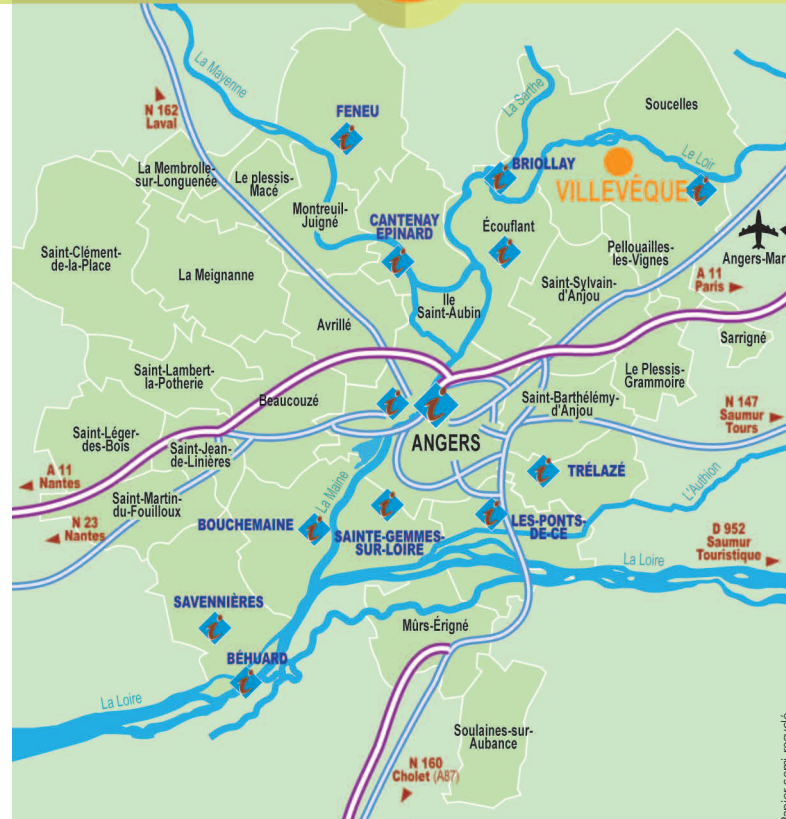 La Mayenne
La Sarthe
Soucelles
N 162
Laval
FENEU
Le Loir
BRIOLLAY
VILLEVÉQUE
La Membrolle-
sur-Longuenée
Le plessis-
Macé
Montreuil-
Juigné
CANTENAY
EPINARD
Écouflant
Pellouailles-
les-Vignes
Angers-Mar
Saint-Clément-
de-la-Place
La Meignanne
Saint-Sylvain-
d'Anjou
A 11
Paris
Ile
Saint-Aubin
Avrillé
Sarrigné
Saint-Lambert-
la-Potherie
Le Plessis-
Grammoire
Beaucouzé
Saint-Barthélémy-
d'Anjou
N 147
Saumur
Tours
Saint-Léger-
des-Bois
Saint-Jean-
de-Linières
ANGERS
A 11
Nantes
TRÉLAZÉ
L'Authion
Saint-Martin-
du-Fouilloux
La Maine
N 23
Nantes
BOUCHEMAINE
SAINTE-GEMMES-
SUR-LOIRE
LES-PONTS-
DE-CÉ
D 952
Saumur
Touristique
La Loire
SAVENNIÈRES
Mûrs-Érigné
BÉHUARD
La Loire
Soulaines-sur-
Aubance
N 160
Cholet (A87)